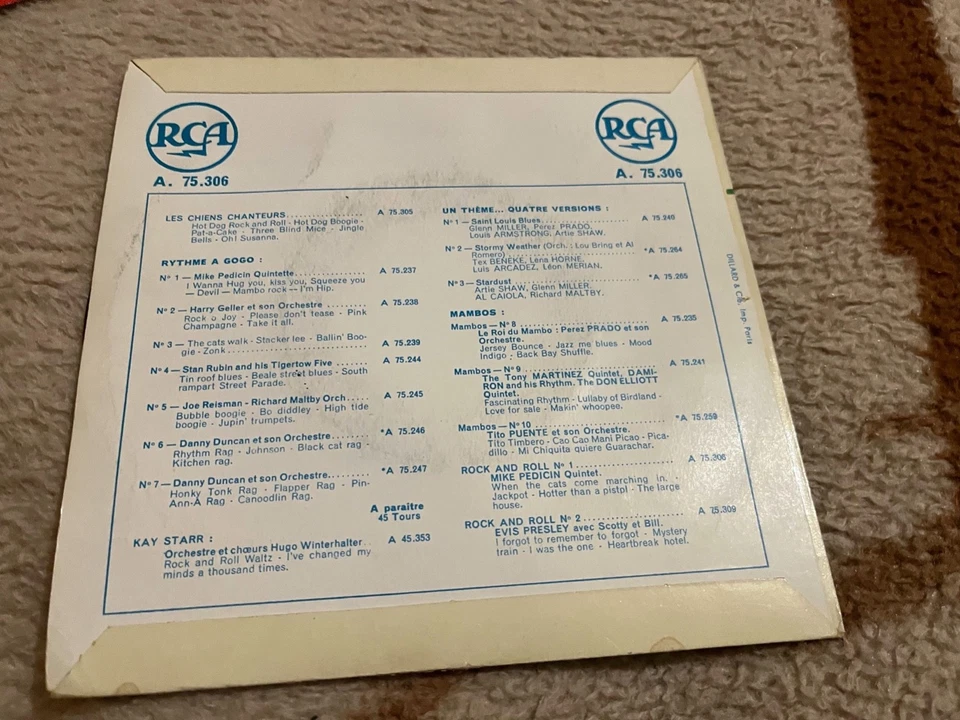 RCA
A. 75.306
RCA
A. 75.306
LES CHIENS CHANTEURS.................... A 75.305
Hot Dog Rock and Roll - Hot Dog Boogie -
Pat-a-Cake - Three Blind Mice - Jingle
Bells - Oh! Susanna.
RYTHME A GOGO :
N° 1 — Mike Pedicin Quintette.................... A 75.237
I Wanna Hug you, kiss you, Squeeze you
— Devil — Mambo rock — I'm Hip.
N° 2 — Harry Geller et son Orchestre .......... A 75.238
Rock o Joy - Please don't tease - Pink
Champagne - Take it all.
N° 3 — The cats walk - Stacker lee - Ballin' Boo-
gie - Zonk.................................... A 75.239
N° 4 — Stan Rubin and his Tigertow Five ..... A 75.244
Tin roof blues - Beale street blues - South
rampart Street Parade.
N° 5 — Joe Reisman - Richard Maltby Orch..... A 75.245
Bubble boogie - Bo diddley - High tide
boogie - Jupin' trumpets.
N° 6 — Danny Duncan et son Orchestre........ *A 75.246
Rhythm Rag - Johnson - Black cat rag -
Kitchen rag.
N° 7 — Danny Duncan et son Orchestre........ *A 75.247
Honky Tonk Rag - Flapper Rag - Pin-
Ann-A Rag - Canoodlin Rag.
A paraître
45 Tours
KAY STARR : A 45.353
Orchestre et chœurs Hugo Winterhalter...
Rock and Roll Waltz - I've changed my
minds a thousand times.
UN THÈME... QUATRE VERSIONS :
N° 1 — Saint Louis Blues.................... A 75.240
Glenn MILLER, Perez PRADO,
Louis ARMSTRONG, Artie SHAW.
N° 2 — Stormy Weather (Orch. : Lou Bring et Al
Romero).................................... *A 75.264
Tex BENEKE, Lena HORNE,
Luis ARCADEZ, Léon MERIAN.
N° 3 — Stardust.................................... *A 75.265
Artie SHAW, Glenn MILLER,
AL CAIOLA, Richard MALTBY.
MAMBOS :
Mambos — N° 8.................................... A 75.235
Le Roi du Mambo : Perez PRADO et son
Orchestre.
Jersey Bounce - Jazz me blues - Mood
Indigo - Back Bay Shuffle.
Mambos — N° 9.................................... A 75.241
The Tony MARTINEZ Quintet, DAMI-
RON and his Rhythm. The DON ELLIOTT
Quintet.
Fascinating Rhythm - Lullaby of Birdland -
Love for sale - Makin' whoopee.
Mambos — N° 10.................................... *A 75.259
Tito PUENTE et son Orchestre.
Tito Timbero - Cao Cao Mani Picao - Pica-
dillo - Mi Chiquita quiere Guarachar.
ROCK AND ROLL N° 1.................... A 75.306
MIKE PEDICIN Quintet.
When the cats come marching in. -
Jackpot - Hotter than a pistol - The large
house.
ROCK AND ROLL N° 2.................... A 75.309
EVIS PRESLEY avec Scotty et Bill.
I forgot to remember to forgot - Mystery
train - I was the one - Heartbreak hotel.
DILLARD & Cie. Imp. Paris